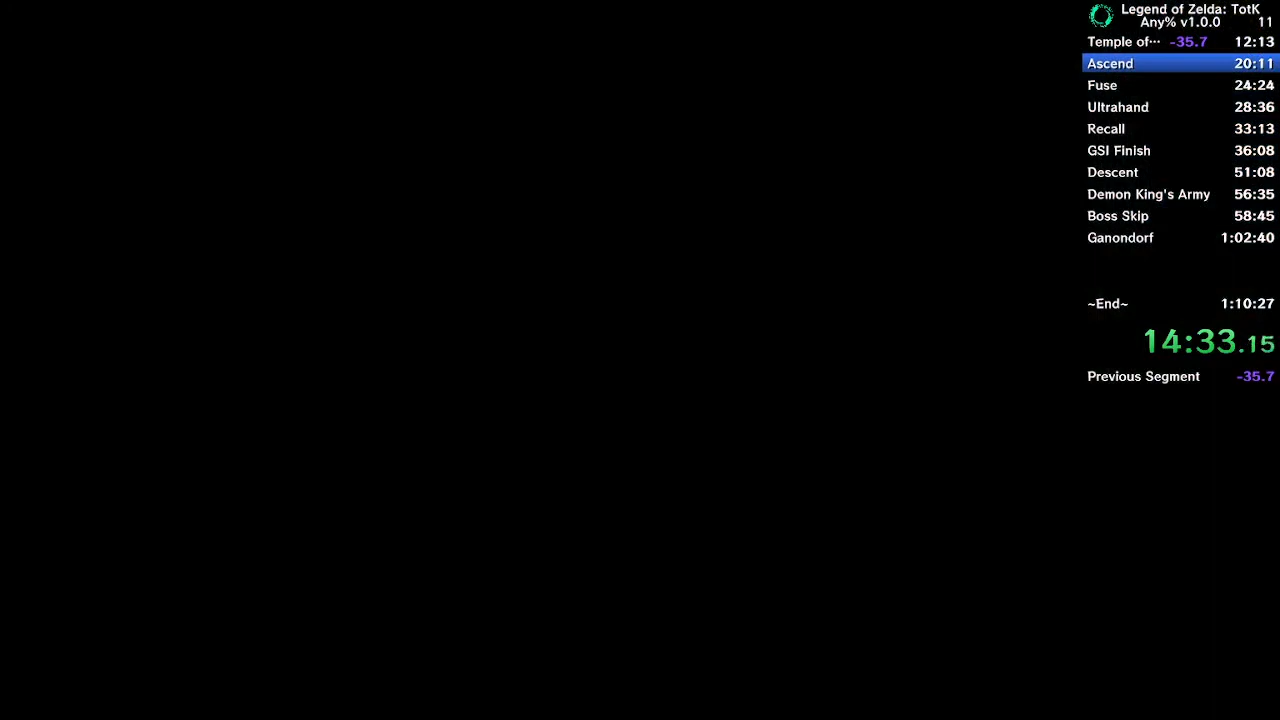 Legend of Zelda: TotK
Any% v1.0.0 11
Temple of… -35.7 12:13
Ascend 20:11
Fuse 24:24
Ultrahand 28:36
Recall 33:13
GSI Finish 36:08
Descent 51:08
Demon King's Army 56:35
Boss Skip 58:45
Ganondorf 1:02:40
~End~ 1:10:27
14:33.15
Previous Segment -35.7